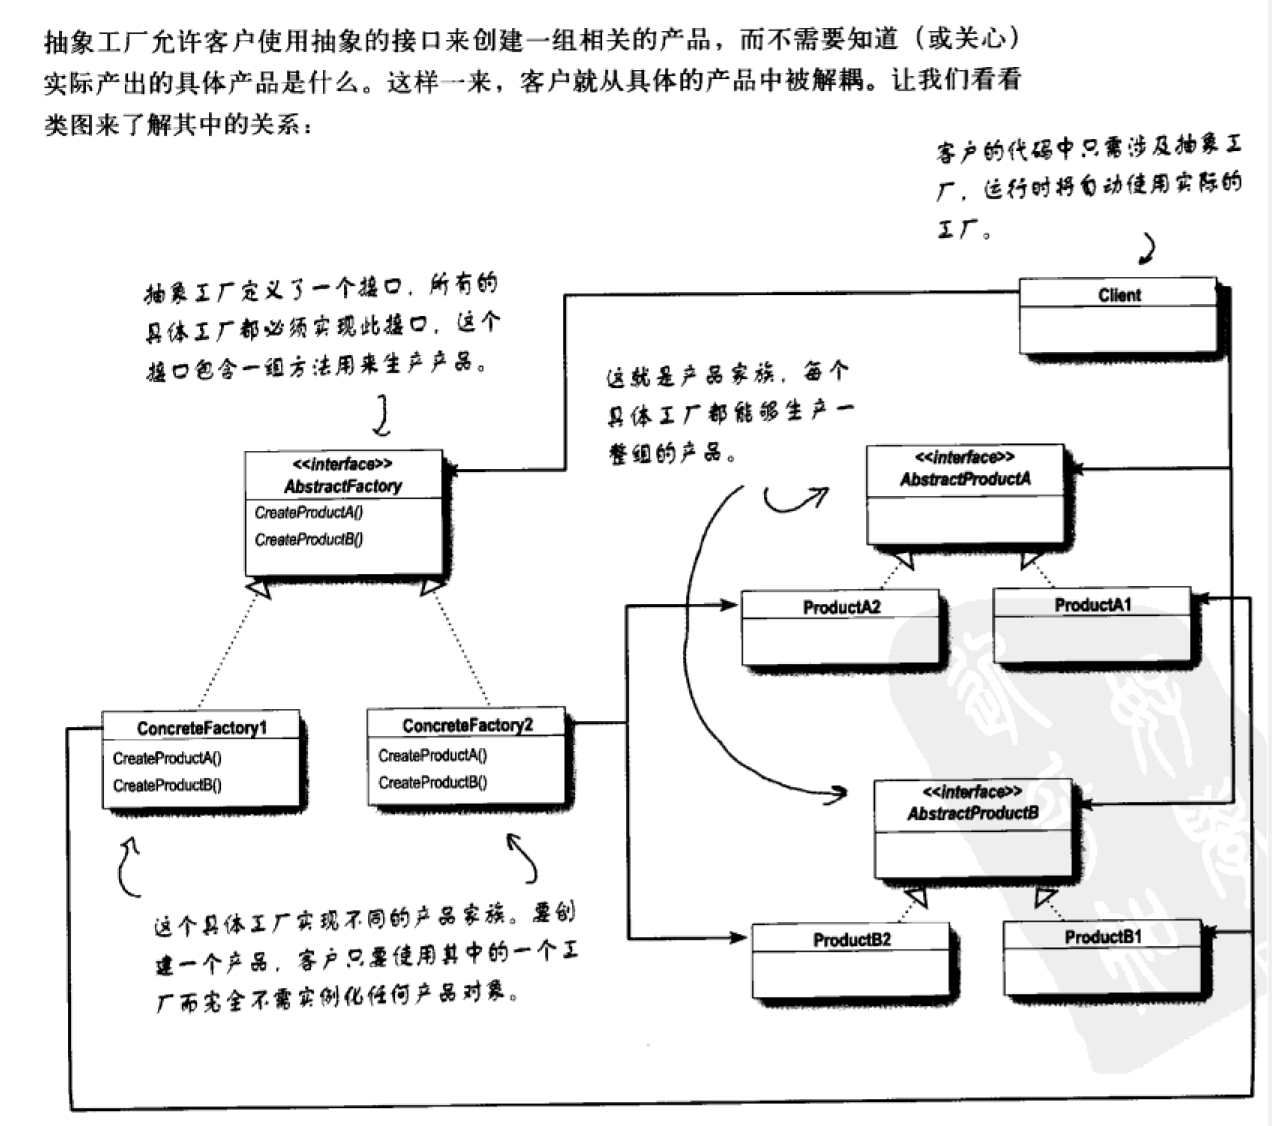 抽象工厂允许客户使用抽象的接口来创建一组相关的产品，而不需要知道（或关心）
实际产出的具体产品是什么。这样一来，客户就从具体的产品中被解耦。让我们看看
类图来了解其中的关系：
客户的代码中只需涉及抽象工
厂，运行时将自动使用实际的
工厂。
抽象工厂定义了一个接口，所有的
具体工厂都必须实现此接口，这个
接口包含一组方法用来生产产品。
Client
这就是产品家族，每个
具体工厂都能够生产一
整组的产品。
<<interface>>
AbstractFactory
CreateProductA()
CreateProductB()
<<interface>>
AbstractProductA
ProductA2
ProductA1
ConcreteFactory1
CreateProductA()
CreateProductB()
ConcreteFactory2
CreateProductA()
CreateProductB()
<<interface>>
AbstractProductB
ProductB2
ProductB1
这个具体工厂实现不同的产品家族。要创
建一个产品，客户只要使用其中的一个工
厂而完全不需实例化任何产品对象。